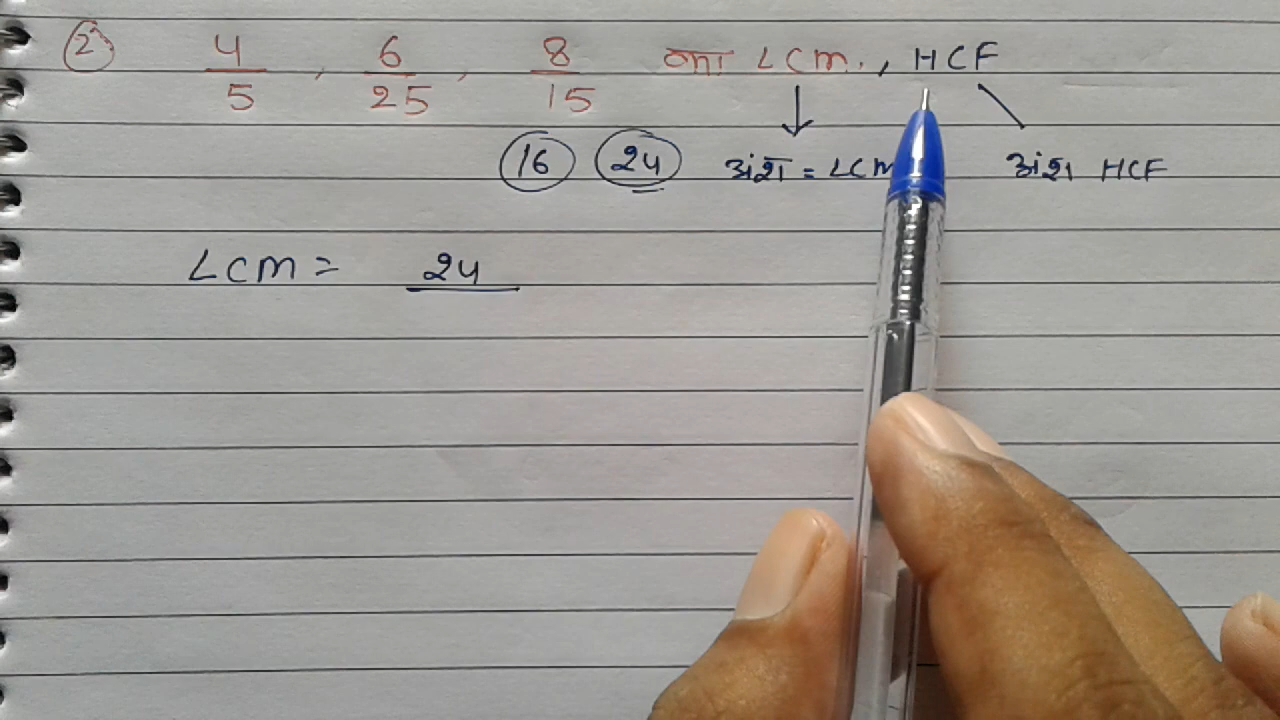 ② 4/5 , 6/25 , 8/15 का LCM. , HCF
16 24 अंश = LCM अंश HCF
LCM = 24